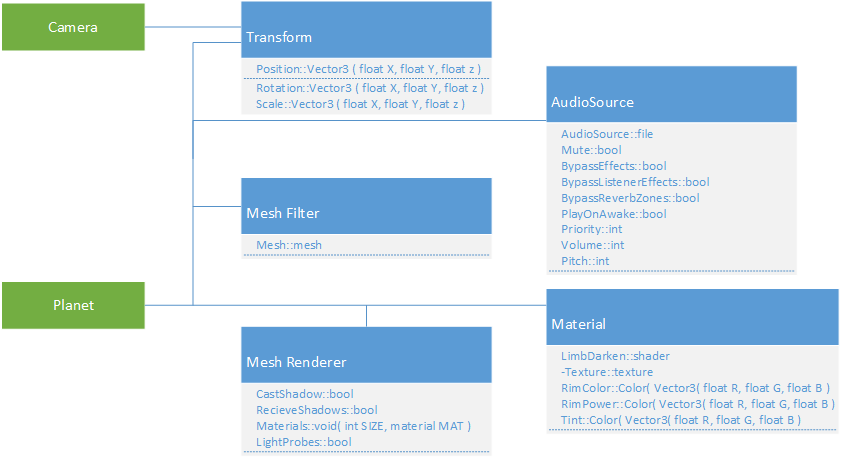 Camera
Transform
Position::Vector3 ( float X, float Y, float z )
Rotation::Vector3 ( float X, float Y, float z )
Scale::Vector3 ( float X, float Y, float z )
AudioSource
AudioSource::file
Mute::bool
BypassEffects::bool
BypassListenerEffects::bool
BypassReverbZones::bool
PlayOnAwake::bool
Priority::int
Volume::int
Pitch::int
Mesh Filter
Mesh::mesh
Planet
Mesh Renderer
CastShadow::bool
RecieveShadows::bool
Materials::void( int SIZE, material MAT )
LightProbes::bool
Material
LimbDarken::shader
-Texture::texture
RimColor::Color( Vector3( float R, float G, float B )
RimPower::Color( Vector3( float R, float G, float B )
Tint::Color( Vector3( float R, float G, float B )